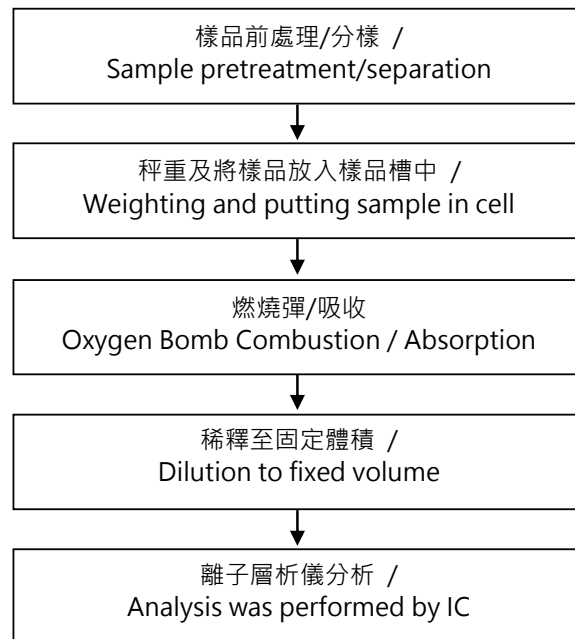 樣品前處理/分樣 /
Sample pretreatment/separation
秤重及將樣品放入樣品槽中 /
Weighting and putting sample in cell
燃燒彈/吸收
Oxygen Bomb Combustion / Absorption
稀釋至固定體積 /
Dilution to fixed volume
離子層析儀分析 /
Analysis was performed by IC